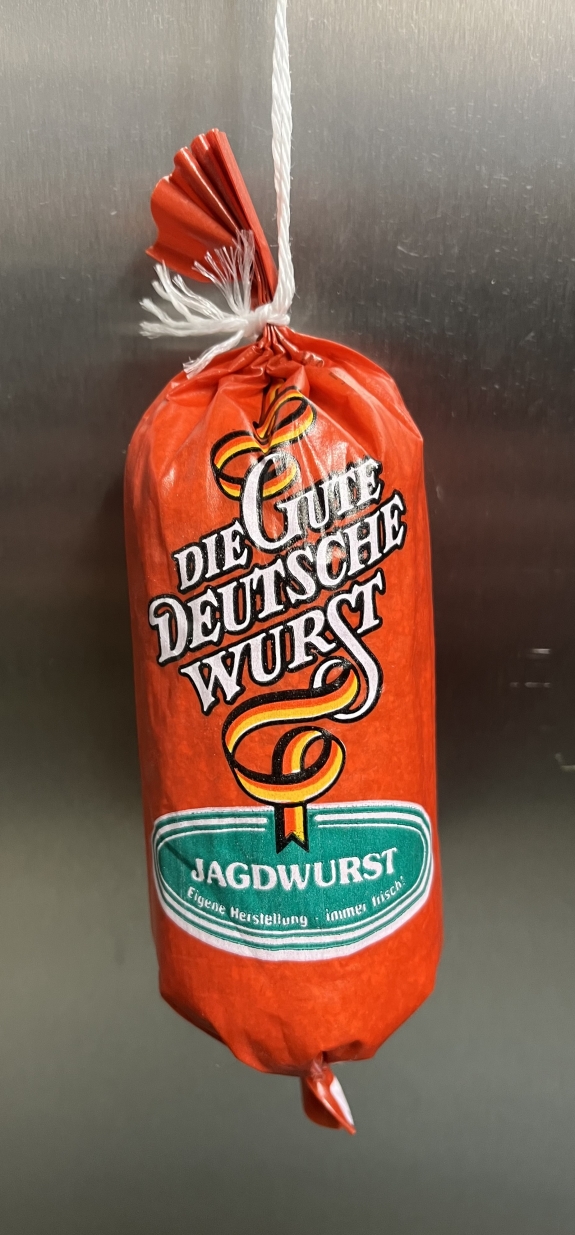 DIE GUTE
DEUTSCHE
WURST
JAGDWURST
Eigene Herstellung · immer frisch!